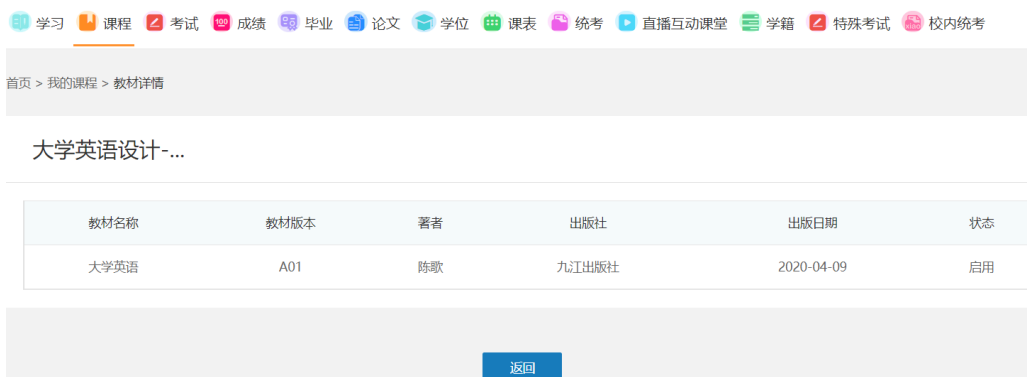 学习 课程 考试 成绩 毕业 论文 学位 课表 统考 直播互动课堂 学籍 特殊考试 校内统考
首页 > 我的课程 > 教材详情
大学英语设计-...
教材名称 教材版本 著者 出版社 出版日期 状态
大学英语 A01 陈歌 九江出版社 2020-04-09 启用
返回